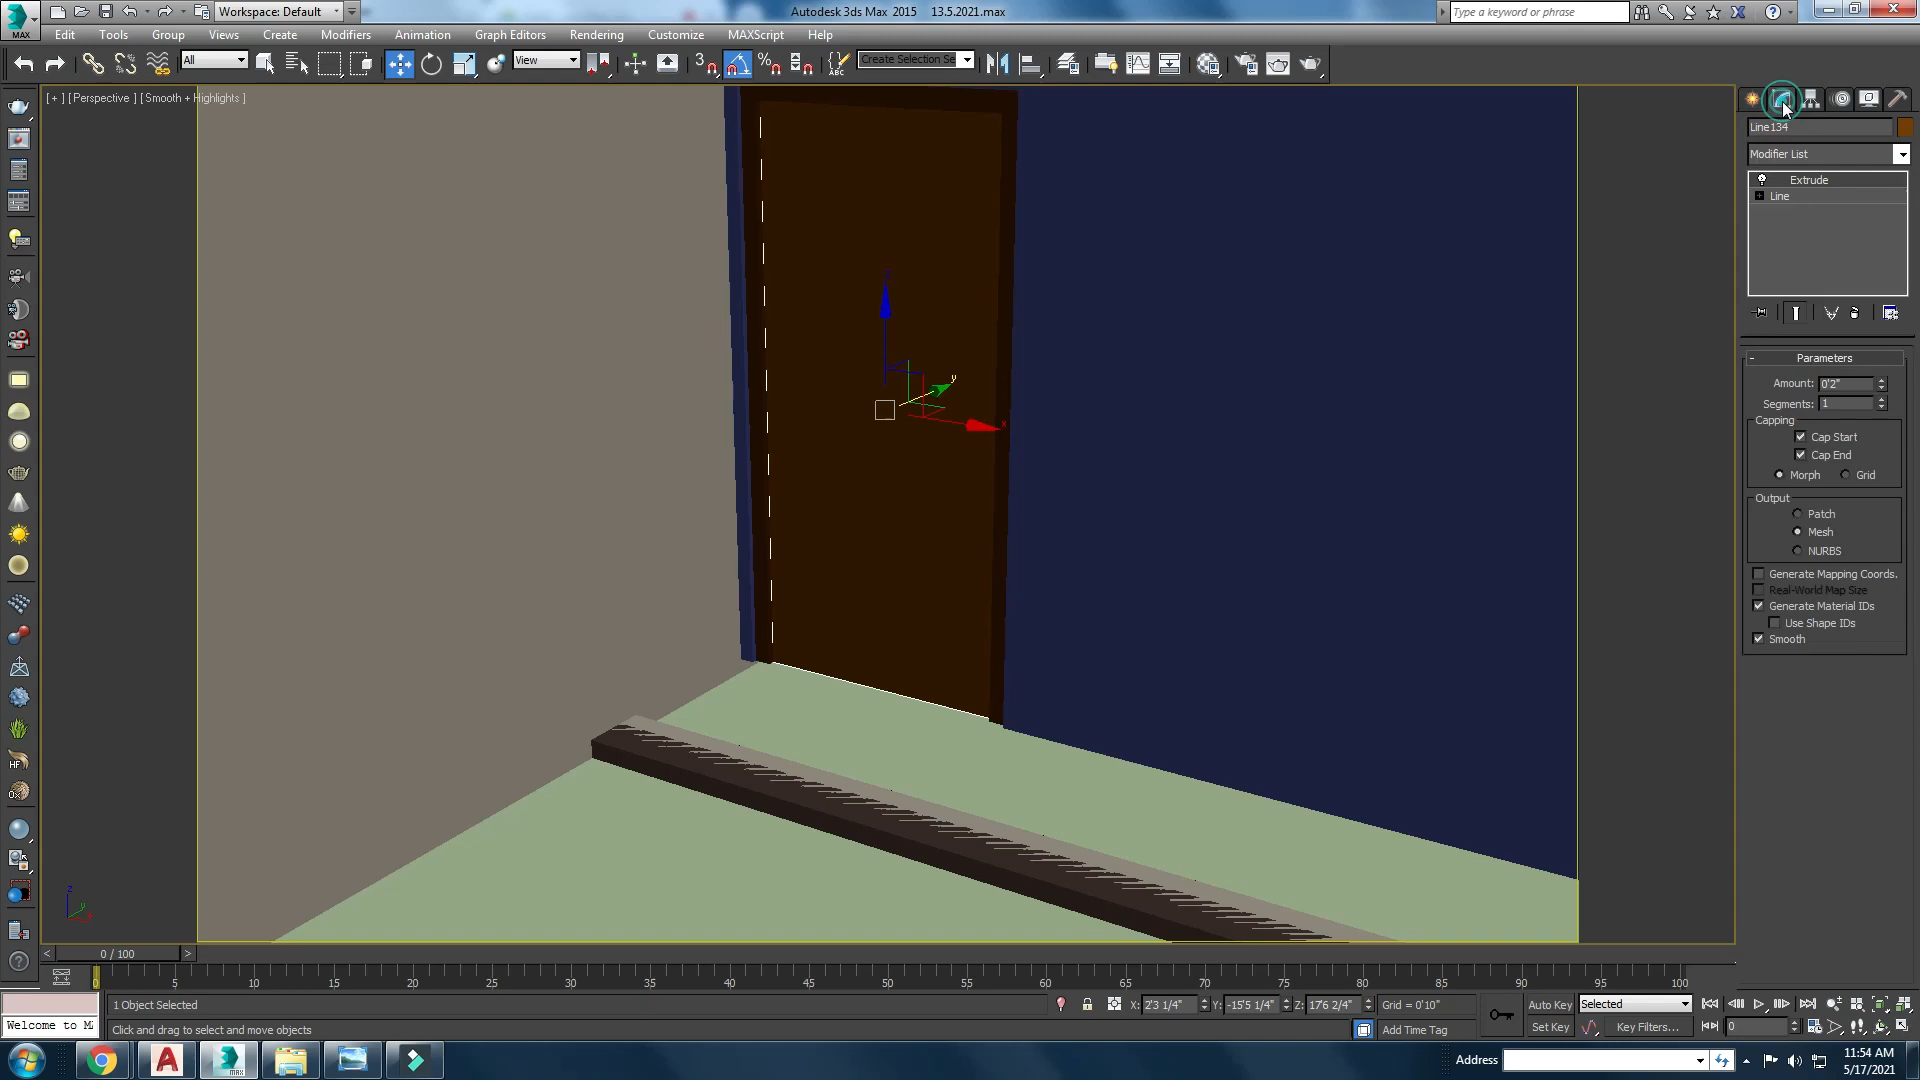 Workspace: Default
Autodesk 3ds Max 2015 13.5.2021.max
Type a keyword or phrase
MAX
Edit Tools Group Views Create Modifiers Animation Graph Editors Rendering Customize MAXScript Help
All
View
3
%
ABC
Create Selection Se
[ + ] [ Perspective ] [ Smooth + Highlights ]
Line134
Modifier List
Extrude
Line
Parameters
Amount: 0'2"
Segments: 1
Capping
Cap Start
Cap End
Morph Grid
Output
Patch
Mesh
NURBS
Generate Mapping Coords.
Real-World Map Size
Generate Material IDs
Use Shape IDs
Smooth
HF
y
x
z
0 / 100
0 5 10 15 20 25 30 35 40 45 50 55 60 65 70 75 80 85 90 95 100
1 Object Selected
X: 2'3 1/4" Y: -15'5 1/4" Z: 17'6 2/4" Grid = 0'10"
Auto Key Selected
Welcome to M
Click and drag to select and move objects
Add Time Tag
Set Key Key Filters...
0
Address
11:54 AM
5/17/2021